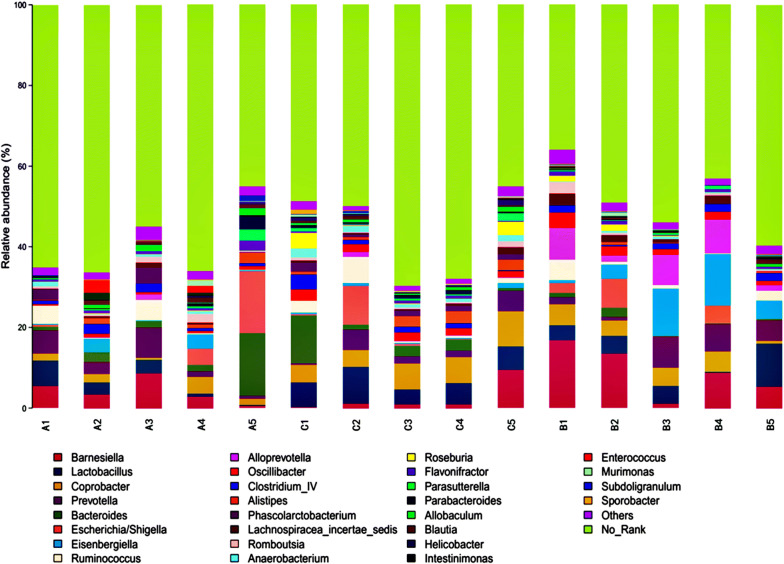 100
80
60
40
20
0
Relative abundance (%)
A1 A2 A3 A4 A5 C1 C2 C3 C4 C5 B1 B2 B3 B4 B5
Barnesiella Alloprevotella Roseburia Enterococcus
Lactobacillus Oscillibacter Flavonifractor Murimonas
Coprobacter Clostridium_IV Parasutterella Subdoligranulum
Prevotella Alistipes Parabacteroides Sporobacter
Bacteroides Phascolarctobacterium Allobaculum Others
Escherichia/Shigella Lachnospiracea_incertae_sedis Blautia No_Rank
Eisenbergiella Romboutsia Helicobacter
Ruminococcus Anaerobacterium Intestinimonas